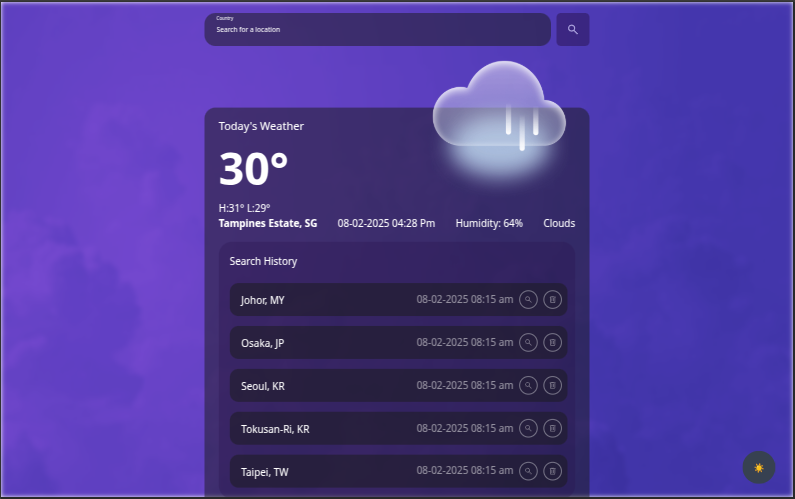 Country
Search for a location
Today's Weather
30°
H:31° L:29°
Tampines Estate, SG 08-02-2025 04:28 Pm Humidity: 64% Clouds
Search History
Johor, MY 08-02-2025 08:15 am
Osaka, JP 08-02-2025 08:15 am
Seoul, KR 08-02-2025 08:15 am
Tokusan-Ri, KR 08-02-2025 08:15 am
Taipei, TW 08-02-2025 08:15 am